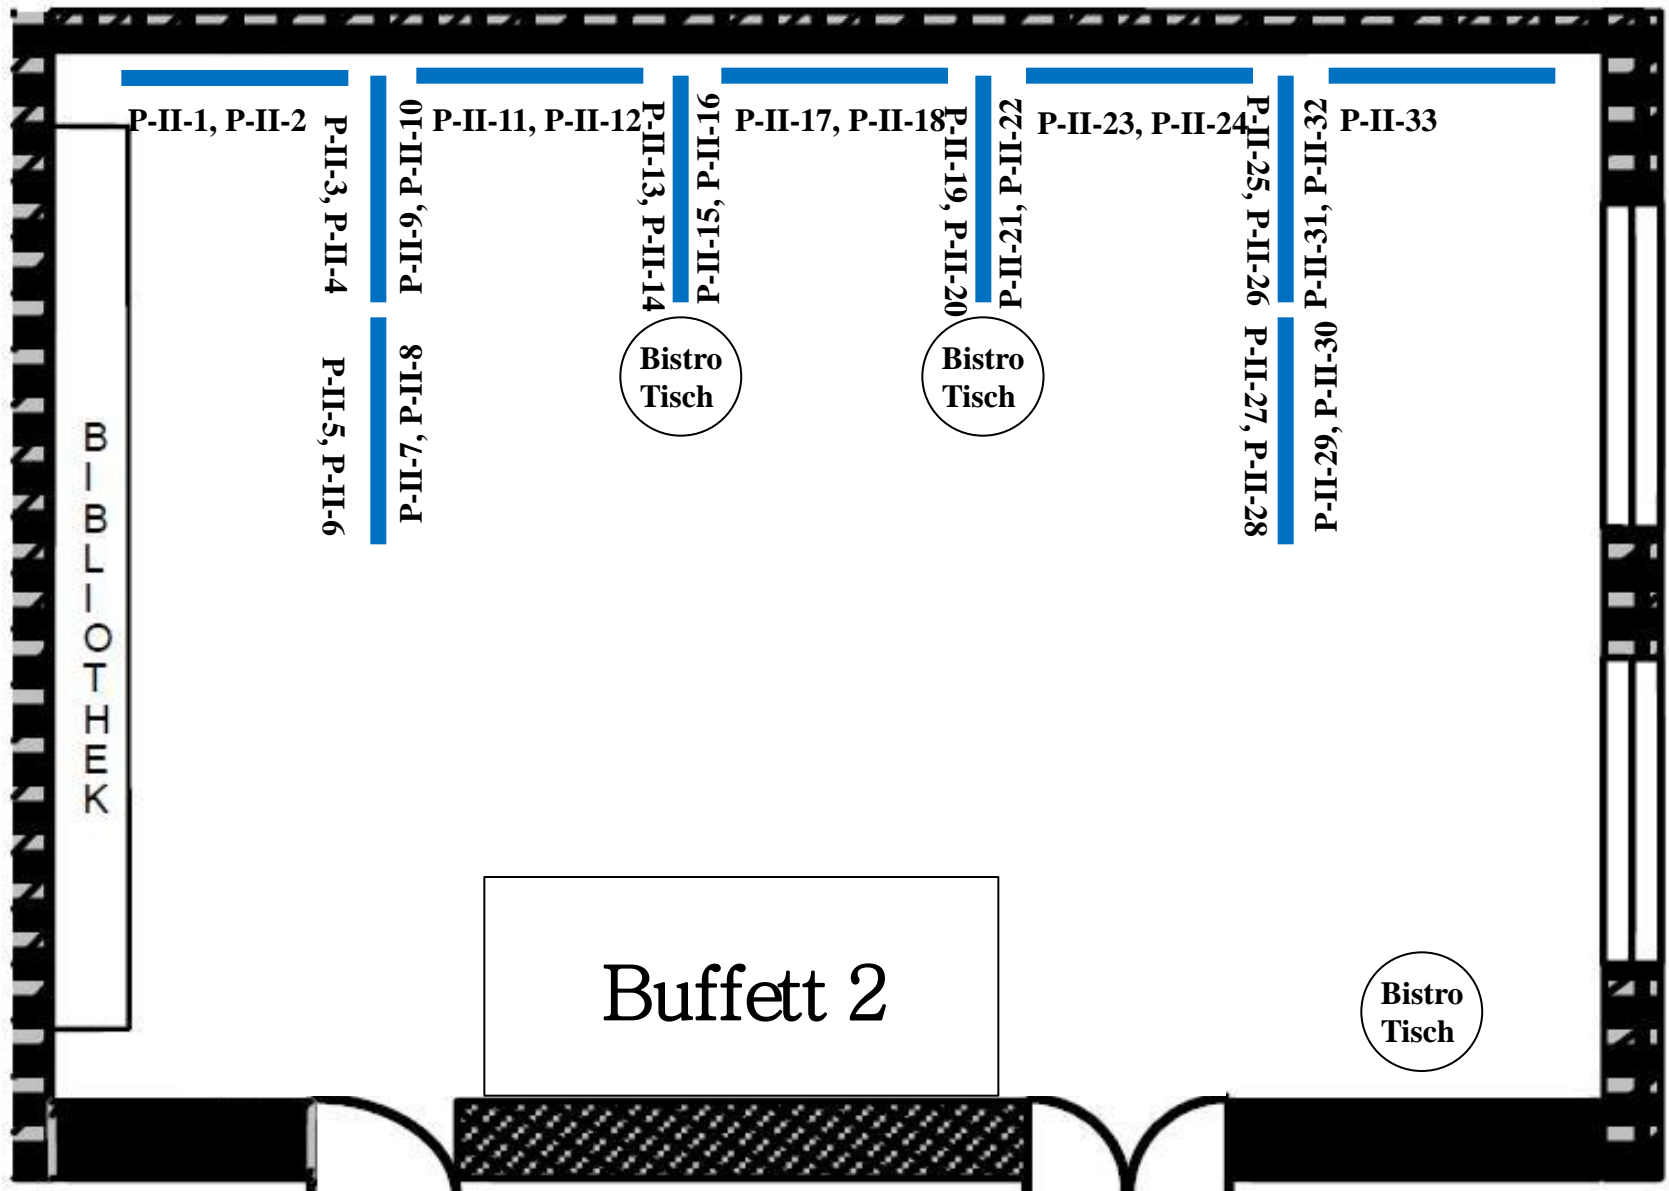 P-II-1, P-II-2
P-II-3, P-II-4
P-II-5, P-II-6
P-II-7, P-II-8
P-II-9, P-II-10
P-II-11, P-II-12
P-II-13, P-II-14
P-II-15, P-II-16
P-II-17, P-II-18
P-II-19, P-II-20
P-II-21, P-II-22
P-II-23, P-II-24
P-II-25, P-II-26
P-II-27, P-II-28
P-II-29, P-II-30
P-II-31, P-II-32
P-II-33
Bistro
Tisch
Bistro
Tisch
BIBLIOTHEK
Buffett 2
Bistro
Tisch